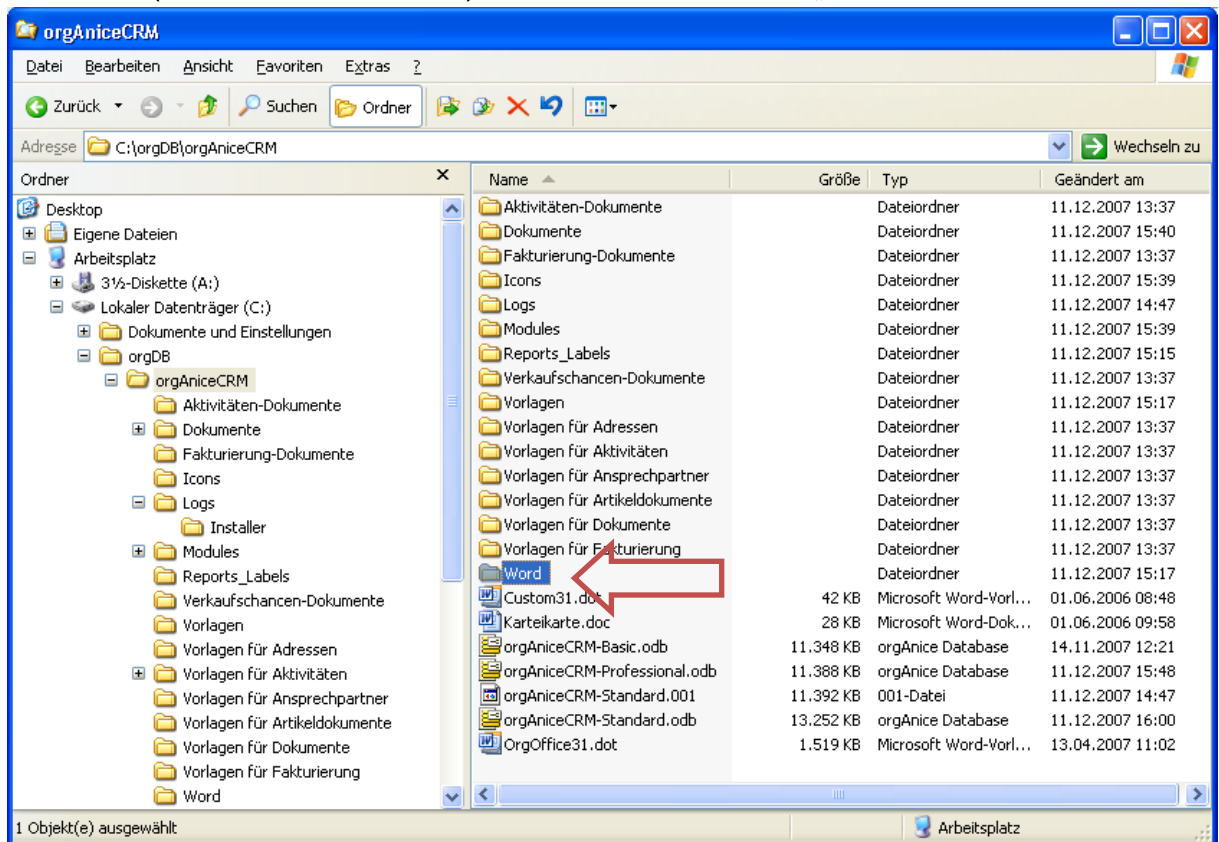 orgAniceCRM
Datei Bearbeiten Ansicht Favoriten Extras ?
Zurück Suchen Ordner
Adresse C:\orgDB\orgAniceCRM Wechseln zu
Ordner x
Desktop
Eigene Dateien
Arbeitsplatz
3½-Diskette (A:)
Lokaler Datenträger (C:)
Dokumente und Einstellungen
orgDB
orgAniceCRM
Aktivitäten-Dokumente
Dokumente
Fakturierung-Dokumente
Icons
Logs
Installer
Modules
Reports_Labels
Verkaufschancen-Dokumente
Vorlagen
Vorlagen für Adressen
Vorlagen für Aktivitäten
Vorlagen für Ansprechpartner
Vorlagen für Artikeldokumente
Vorlagen für Dokumente
Vorlagen für Fakturierung
Word
Name Größe Typ Geändert am
Aktivitäten-Dokumente Dateiordner 11.12.2007 13:37
Dokumente Dateiordner 11.12.2007 15:40
Fakturierung-Dokumente Dateiordner 11.12.2007 13:37
Icons Dateiordner 11.12.2007 15:39
Logs Dateiordner 11.12.2007 14:47
Modules Dateiordner 11.12.2007 15:39
Reports_Labels Dateiordner 11.12.2007 15:15
Verkaufschancen-Dokumente Dateiordner 11.12.2007 13:37
Vorlagen Dateiordner 11.12.2007 15:17
Vorlagen für Adressen Dateiordner 11.12.2007 13:37
Vorlagen für Aktivitäten Dateiordner 11.12.2007 13:37
Vorlagen für Ansprechpartner Dateiordner 11.12.2007 13:37
Vorlagen für Artikeldokumente Dateiordner 11.12.2007 13:37
Vorlagen für Dokumente Dateiordner 11.12.2007 13:37
Vorlagen für Fakturierung Dateiordner 11.12.2007 13:37
Word Dateiordner 11.12.2007 15:17
Custom31.dot 42 KB Microsoft Word-Vorl... 01.06.2006 08:48
Karteikarte.doc 28 KB Microsoft Word-Dok... 01.06.2006 09:58
orgAniceCRM-Basic.odb 11.348 KB orgAnice Database 14.11.2007 12:21
orgAniceCRM-Professional.odb 11.388 KB orgAnice Database 11.12.2007 15:48
orgAniceCRM-Standard.001 11.392 KB 001-Datei 11.12.2007 14:47
orgAniceCRM-Standard.odb 13.252 KB orgAnice Database 11.12.2007 16:00
OrgOffice31.dot 1.519 KB Microsoft Word-Vorl... 13.04.2007 11:02
1 Objekt(e) ausgewählt Arbeitsplatz